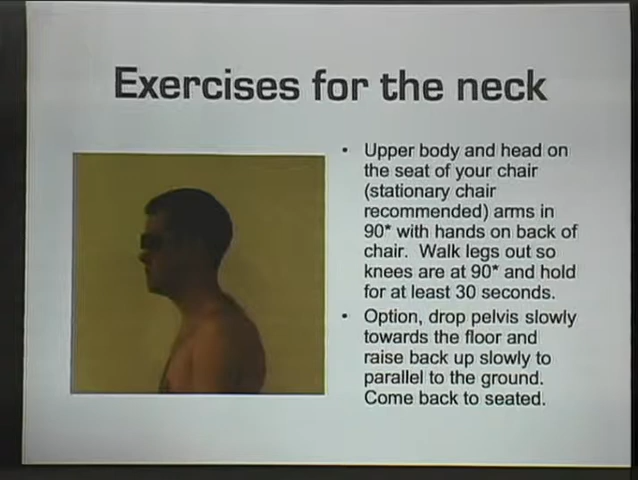 Exercises for the neck
• Upper body and head on
the seat of your chair
(stationary chair
recommended) arms in
90* with hands on back of
chair. Walk legs out so
knees are at 90* and hold
for at least 30 seconds.
• Option, drop pelvis slowly
towards the floor and
raise back up slowly to
parallel to the ground.
Come back to seated.